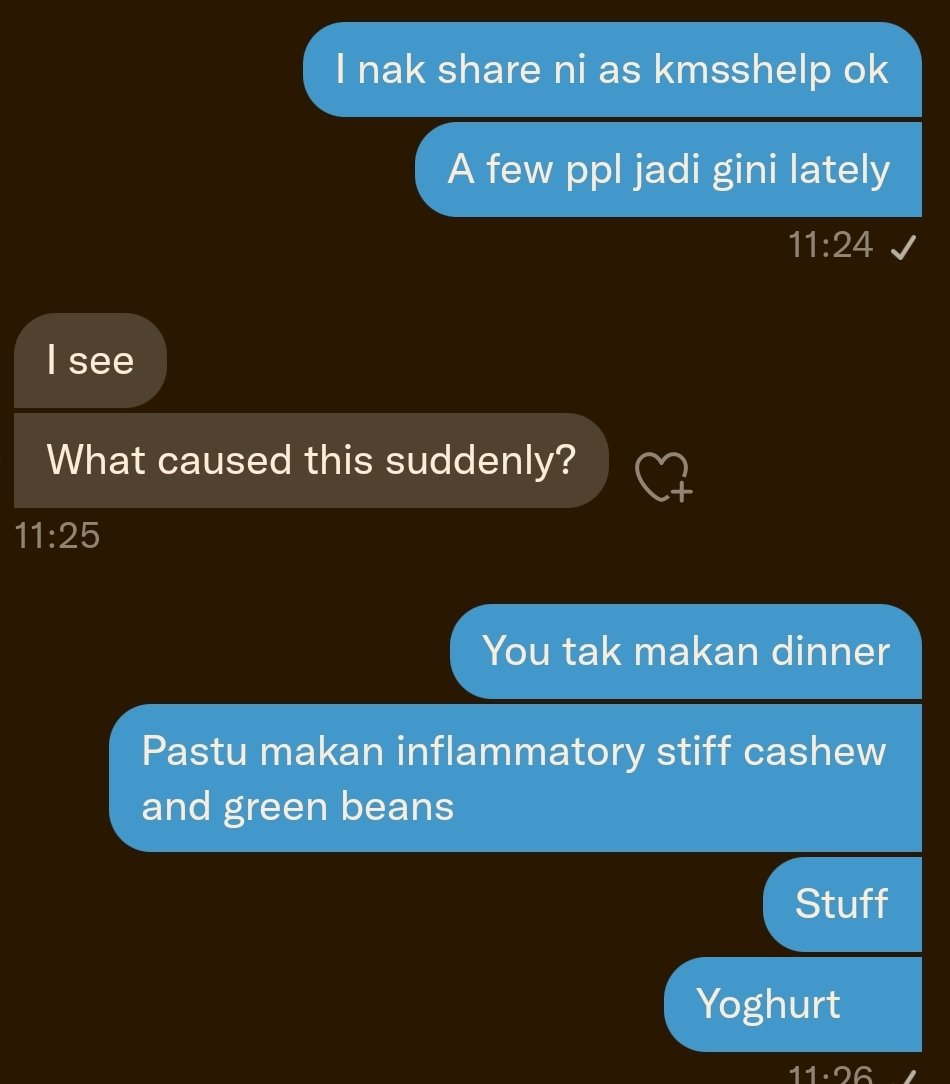 I nak share ni as kmsshelp ok
A few ppl jadi gini lately
11:24
I see
What caused this suddenly?
11:25
You tak makan dinner
Pastu makan inflammatory stiff cashew
and green beans
Stuff
Yoghurt
11:26